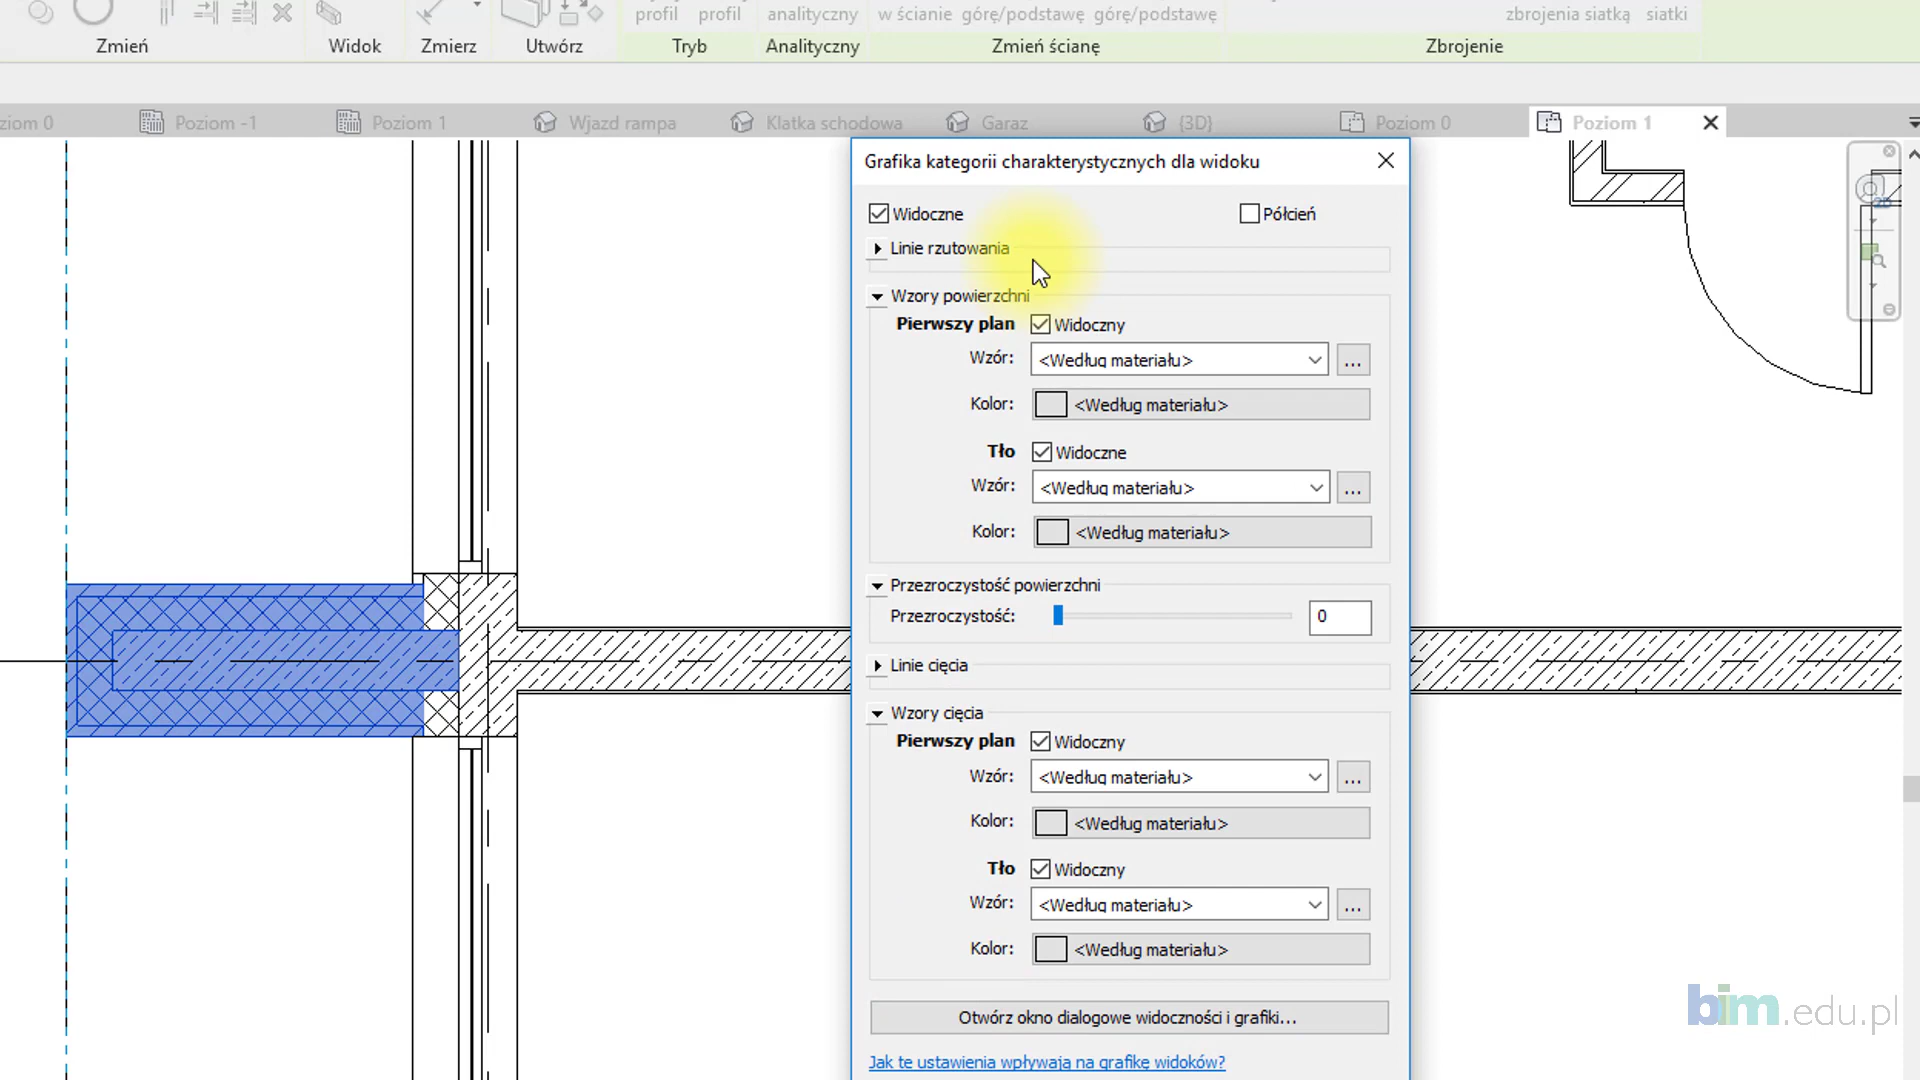 profil profil analityczny w ścianie górę/podstawę górę/podstawę zbrojenia siatką siatki
Zmień Widok Zmierz Utwórz Tryb Analityczny Zmień ścianę Zbrojenie
ziom 0 Poziom -1 Poziom 1 Wjazd rampa Klatka schodowa Garaz {3D} Poziom 0 Poziom 1
Grafika kategorii charakterystycznych dla widoku
Widoczne Półcień
Linie rzutowania
Wzory powierzchni
Pierwszy plan Widoczny
Wzór: <Według materiału> ...
Kolor: <Według materiału>
Tło Widoczne
Wzór: <Według materiału> ...
Kolor: <Według materiału>
Przezroczystość powierzchni
Przezroczystość: 0
Linie cięcia
Wzory cięcia
Pierwszy plan Widoczny
Wzór: <Według materiału> ...
Kolor: <Według materiału>
Tło Widoczny
Wzór: <Według materiału> ...
Kolor: <Według materiału>
Otwórz okno dialogowe widoczności i grafiki...
Jak te ustawienia wpływają na grafikę widoków?
bim.edu.pl